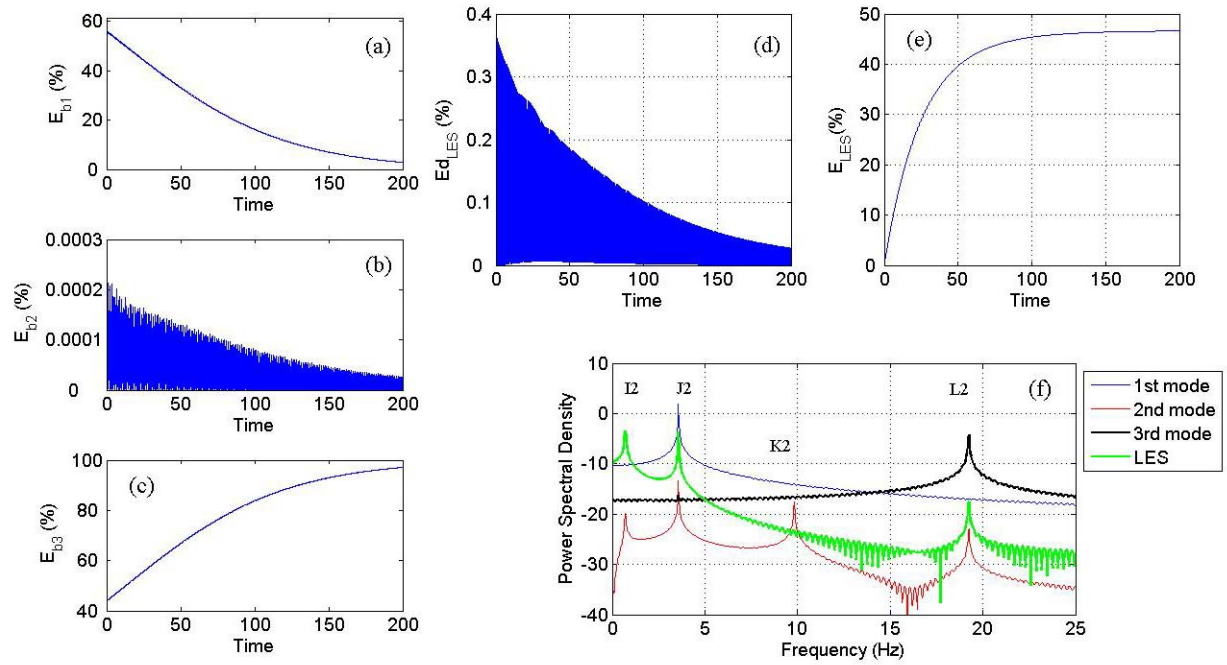 60
40
20
0
E_b1 (%)
(a)
0 50 100 150 200
Time
0.0003
0.0002
0.0001
0
E_b2 (%)
(b)
0 50 100 150 200
Time
100
80
60
40
E_b3 (%)
(c)
0 50 100 150 200
Time
0.4
0.3
0.2
0.1
0
Ed_LES (%)
(d)
0 50 100 150 200
Time
50
40
30
20
10
0
E_LES(%)
(e)
0 50 100 150 200
Time
10
0
-10
-20
-30
-40
Power Spectral Density
I2 J2 K2 L2
(f)
0 5 10 15 20 25
Frequency (Hz)
1st mode
2nd mode
3rd mode
LES